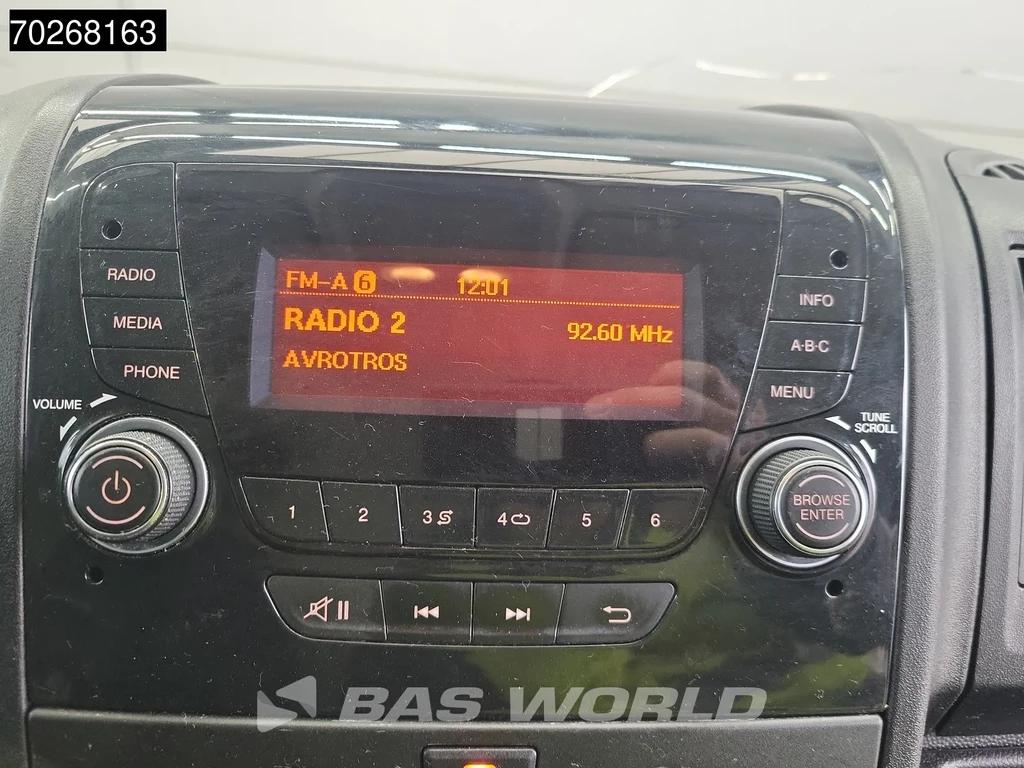 70268163
FM-A 6 12:01
RADIO 2 92.60 MHz
AVROTROS
RADIO
MEDIA
PHONE
INFO
A·B·C
MENU
VOLUME
TUNE
SCROLL
BROWSE
ENTER
1 2 3 4 5 6
BAS WORLD